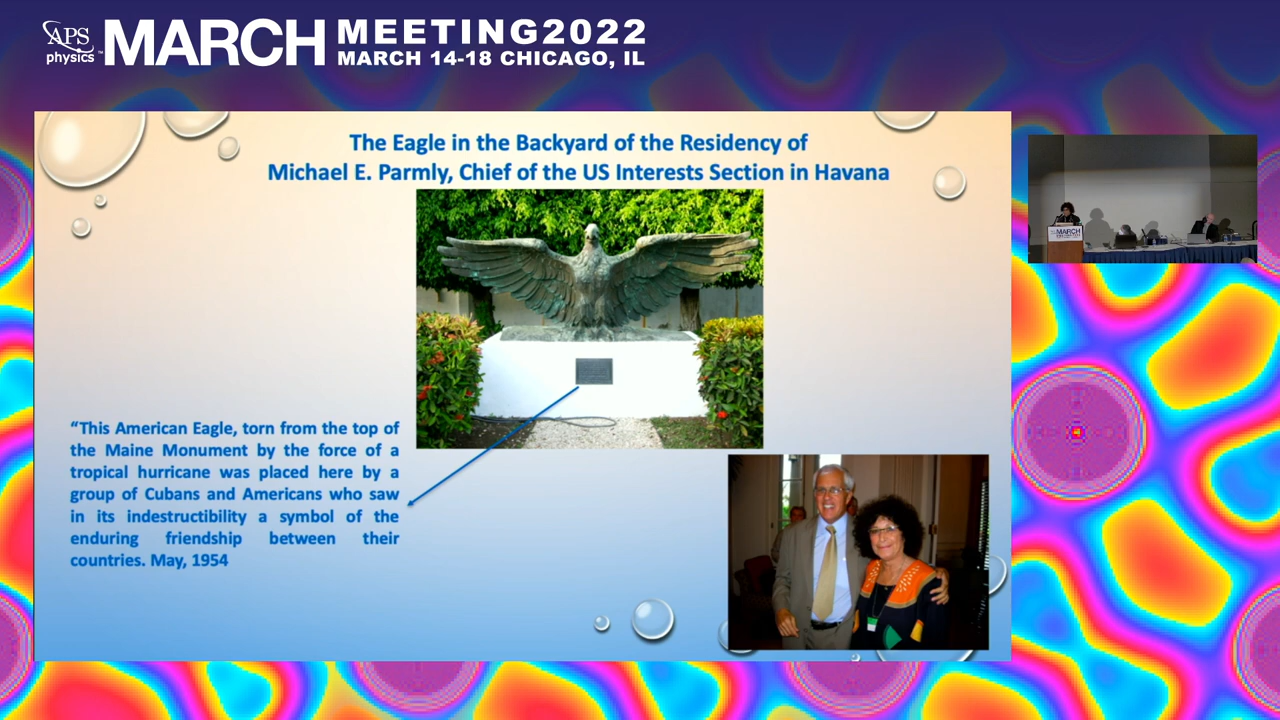 APS
physics
MARCH
MEETING2022
MARCH 14-18 CHICAGO, IL
The Eagle in the Backyard of the Residency of
Michael E. Parmly, Chief of the US Interests Section in Havana
“This American Eagle, torn from the top of
the Maine Monument by the force of a
tropical hurricane was placed here by a
group of Cubans and Americans who saw
in its indestructibility a symbol of the
enduring friendship between their
countries. May, 1954
MARCH